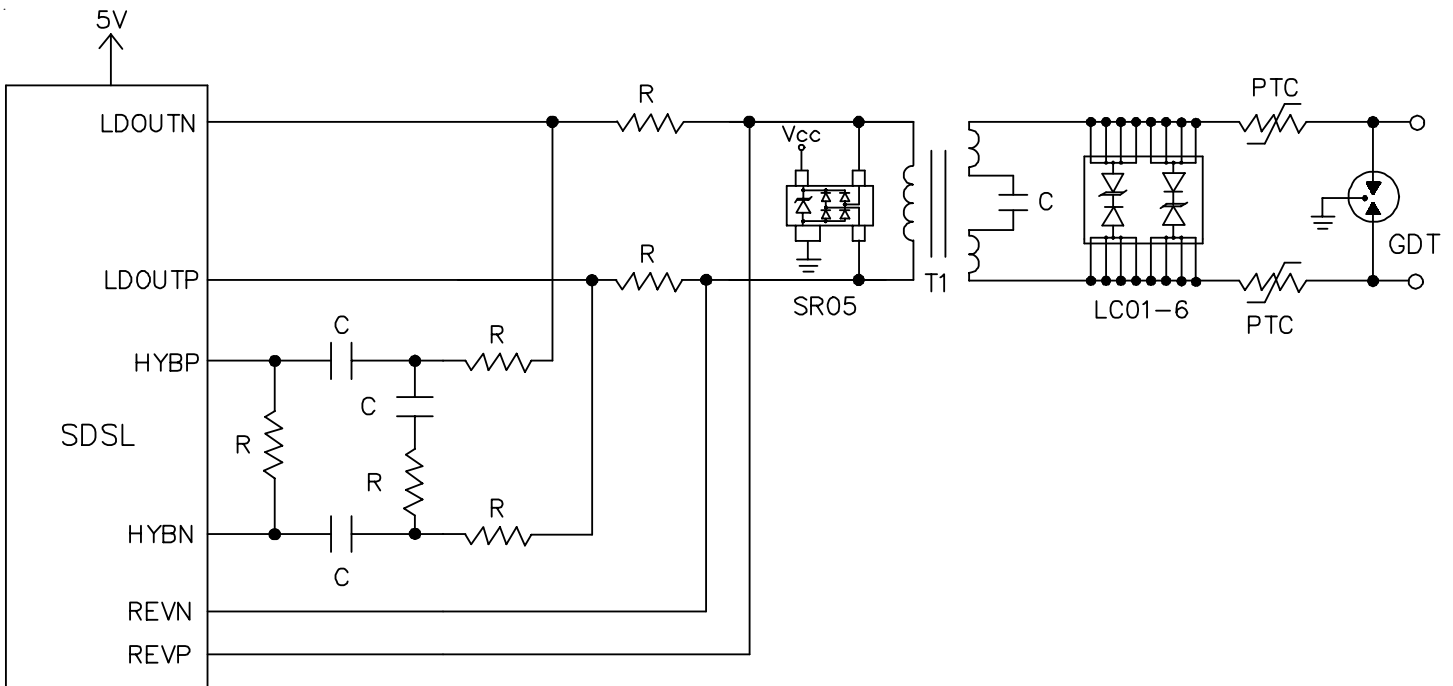 5V
LDOUTN
R
Vcc
PTC
C
GDT
LDOUTP
R
SR05
T1
LC01-6
PTC
HYBP
C
R
C
SDSL
R
R
R
HYBN
C
REVN
REVP